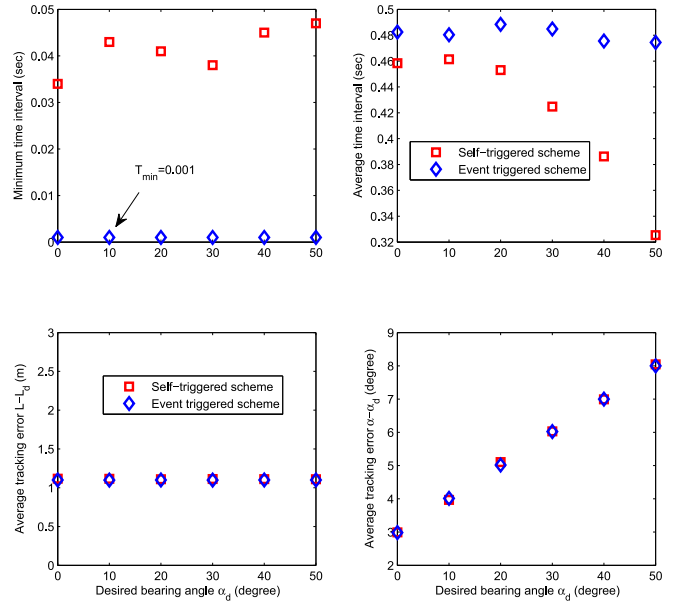 0.05
0.04
0.03
0.02
0.01
0
Minimum time interval (sec)
T_min=0.001
0 10 20 30 40 50
0.5
0.48
0.46
0.44
0.42
0.4
0.38
0.36
0.34
0.32
Average time interval (sec)
Self−triggered scheme
Event triggered scheme
0 10 20 30 40 50
3
2.5
2
1.5
1
0.5
0
Average tracking error L−L_d (m)
Self−triggered scheme
Event triggered scheme
0 10 20 30 40 50
Desired bearing angle α_d (degree)
9
8
7
6
5
4
3
2
Average tracking error α−α_d (degree)
0 10 20 30 40 50
Desired bearing angle α_d (degree)